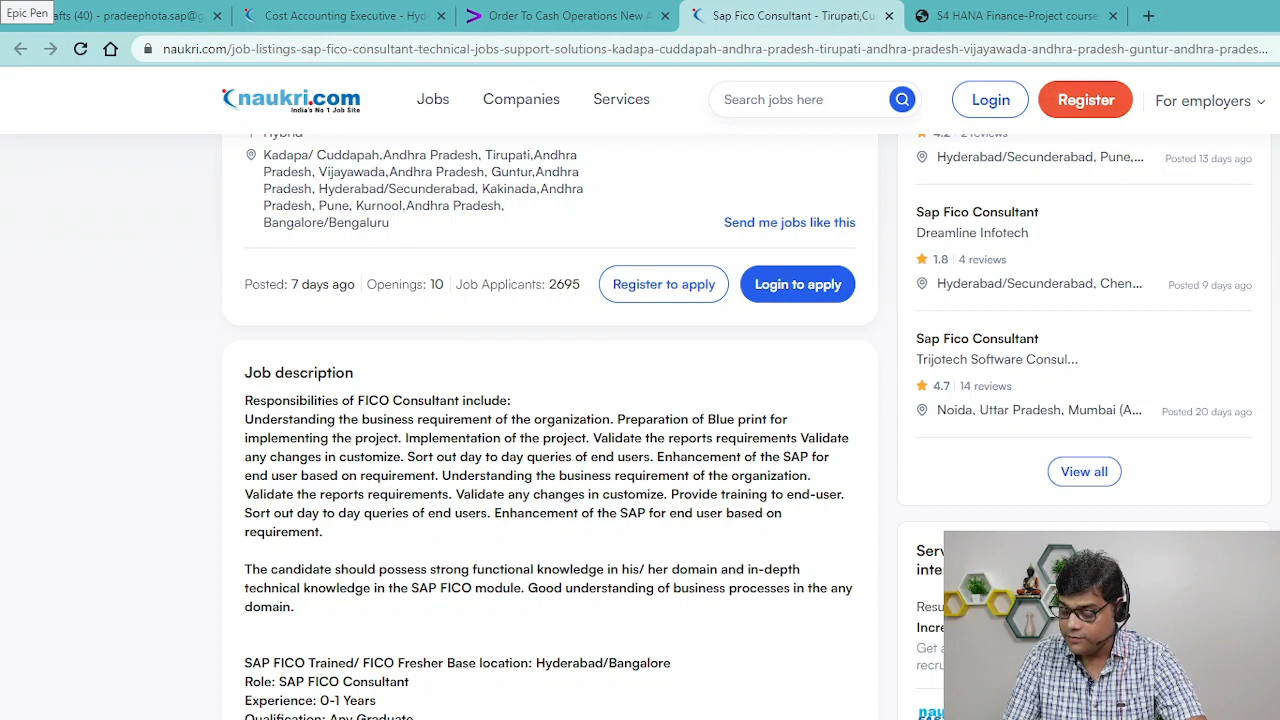 Epic Pen
afts (40) - pradeephota.sap@g
Cost Accounting Executive - Hyd
Order To Cash Operations New A
Sap Fico Consultant - Tirupati,Cu
S4 HANA Finance-Project course
naukri.com/job-listings-sap-fico-consultant-technical-jobs-support-solutions-kadapa-cuddapah-andhra-pradesh-tirupati-andhra-pradesh-vijayawada-andhra-pradesh-guntur-andhra-prades...
naukri.com
India's No 1 Job Site
Jobs
Companies
Services
Search jobs here
Login
Register
For employers
Hybrid
Kadapa/ Cuddapah,Andhra Pradesh, Tirupati,Andhra
Pradesh, Vijayawada,Andhra Pradesh, Guntur,Andhra
Pradesh, Hyderabad/Secunderabad, Kakinada,Andhra
Pradesh, Pune, Kurnool,Andhra Pradesh,
Bangalore/Bengaluru
Send me jobs like this
Posted: 7 days ago
Openings: 10
Job Applicants: 2695
Register to apply
Login to apply
Job description
Responsibilities of FICO Consultant include:
Understanding the business requirement of the organization. Preparation of Blue print for
implementing the project. Implementation of the project. Validate the reports requirements Validate
any changes in customize. Sort out day to day queries of end users. Enhancement of the SAP for
end user based on requirement. Understanding the business requirement of the organization.
Validate the reports requirements. Validate any changes in customize. Provide training to end-user.
Sort out day to day queries of end users. Enhancement of the SAP for end user based on
requirement.
The candidate should possess strong functional knowledge in his/ her domain and in-depth
technical knowledge in the SAP FICO module. Good understanding of business processes in the any
domain.
SAP FICO Trained/ FICO Fresher Base location: Hyderabad/Bangalore
Role: SAP FICO Consultant
Experience: 0-1 Years
Qualification: Any Graduate
4.2 2 reviews
Hyderabad/Secunderabad, Pune,...
Posted 13 days ago
Sap Fico Consultant
Dreamline Infotech
1.8 4 reviews
Hyderabad/Secunderabad, Chen...
Posted 9 days ago
Sap Fico Consultant
Trijotech Software Consul...
4.7 14 reviews
Noida, Uttar Pradesh, Mumbai (A...
Posted 20 days ago
View all
Serv
inte
Resu
Incre
Get a
recru
nau